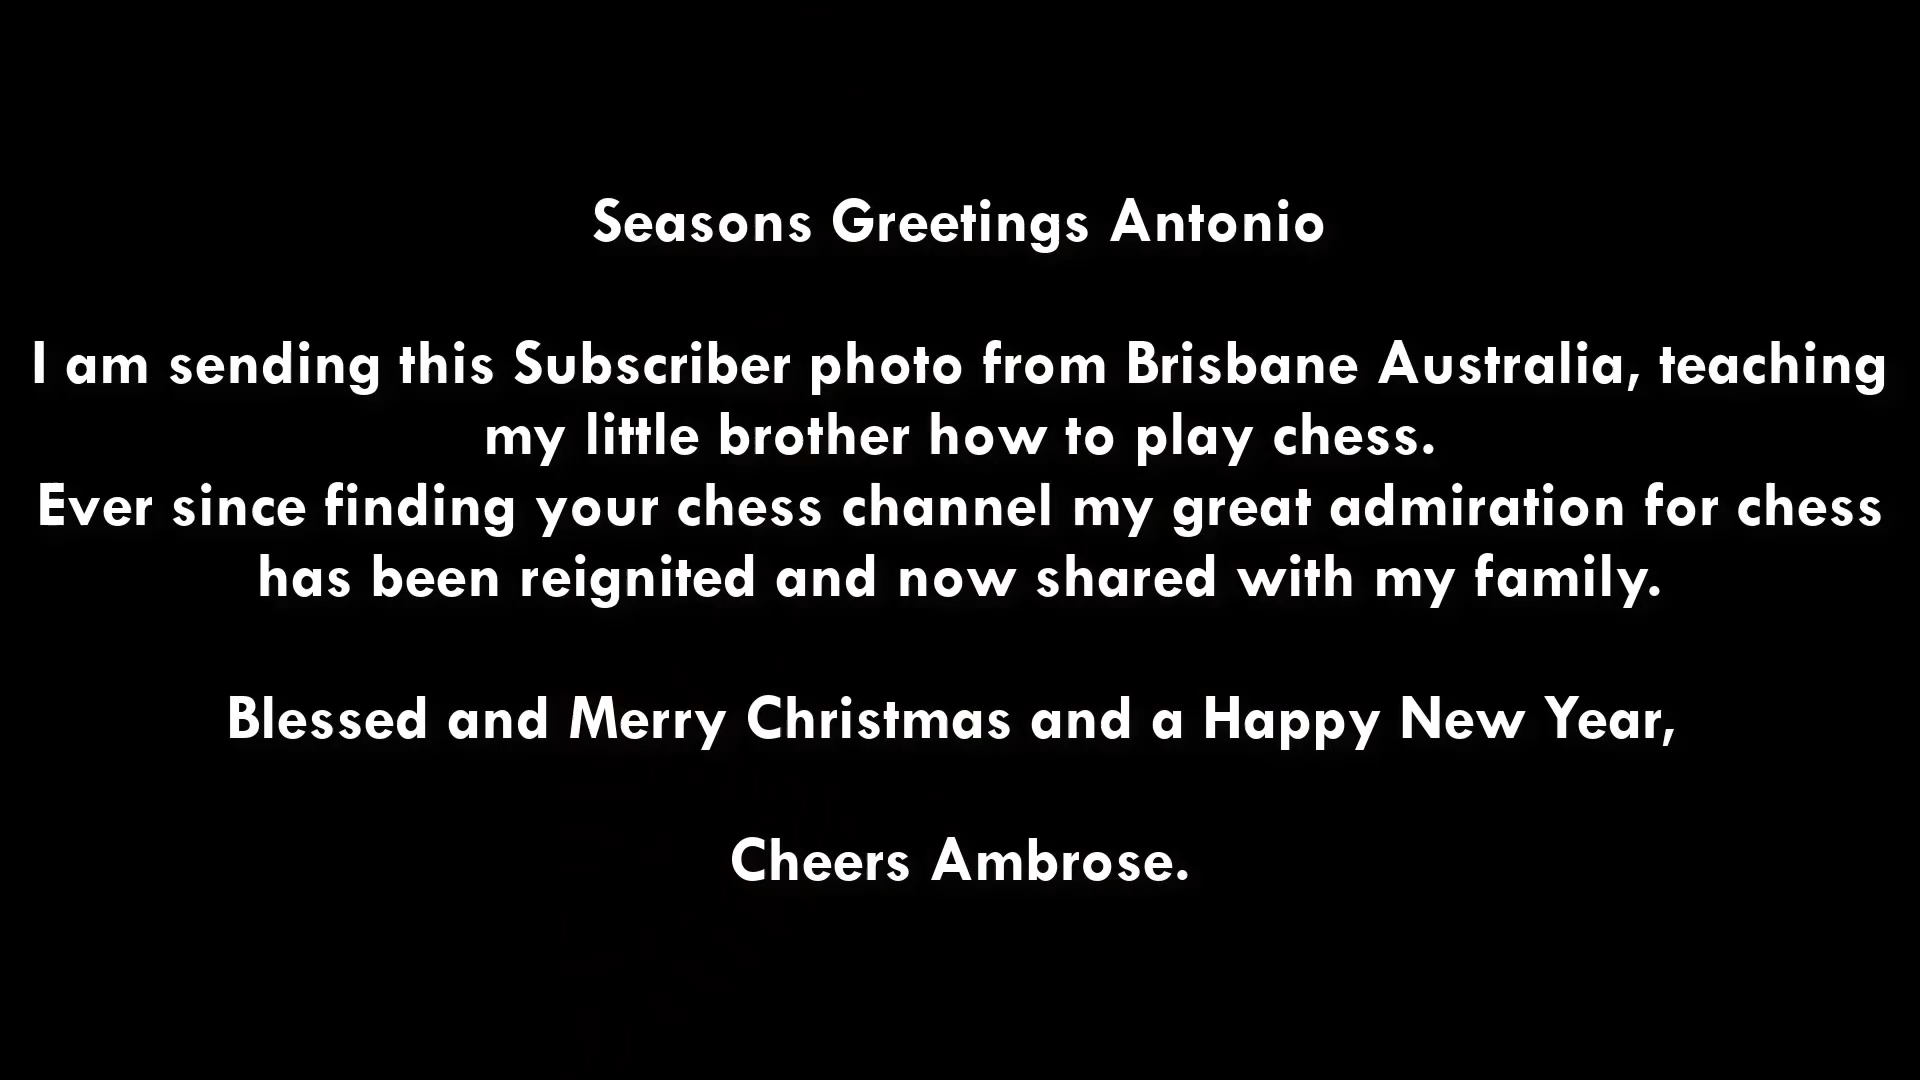 Seasons Greetings Antonio
I am sending this Subscriber photo from Brisbane Australia, teaching
my little brother how to play chess.
Ever since finding your chess channel my great admiration for chess
has been reignited and now shared with my family.
Blessed and Merry Christmas and a Happy New Year,
Cheers Ambrose.